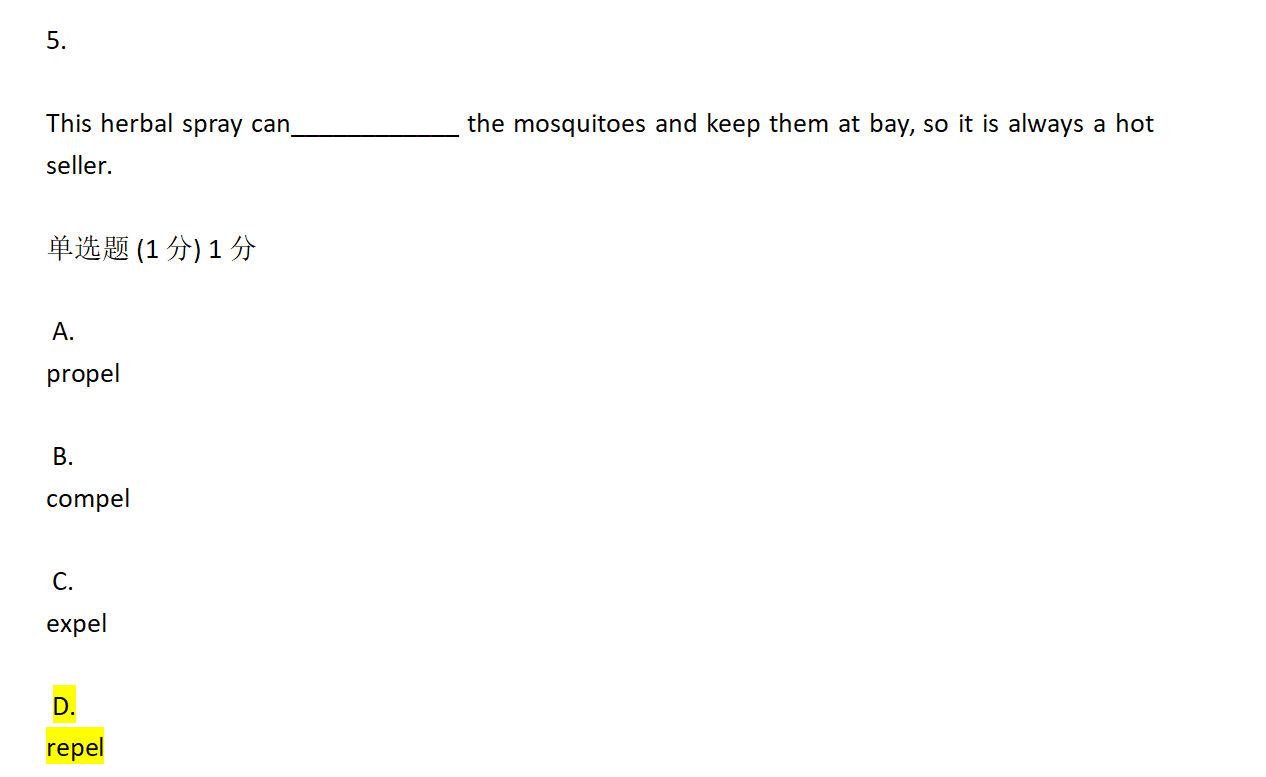 5.
This herbal spray can_____________ the mosquitoes and keep them at bay, so it is always a hot
seller.
单选题 (1 分) 1 分
A.
propel
B.
compel
C.
expel
D.
repel